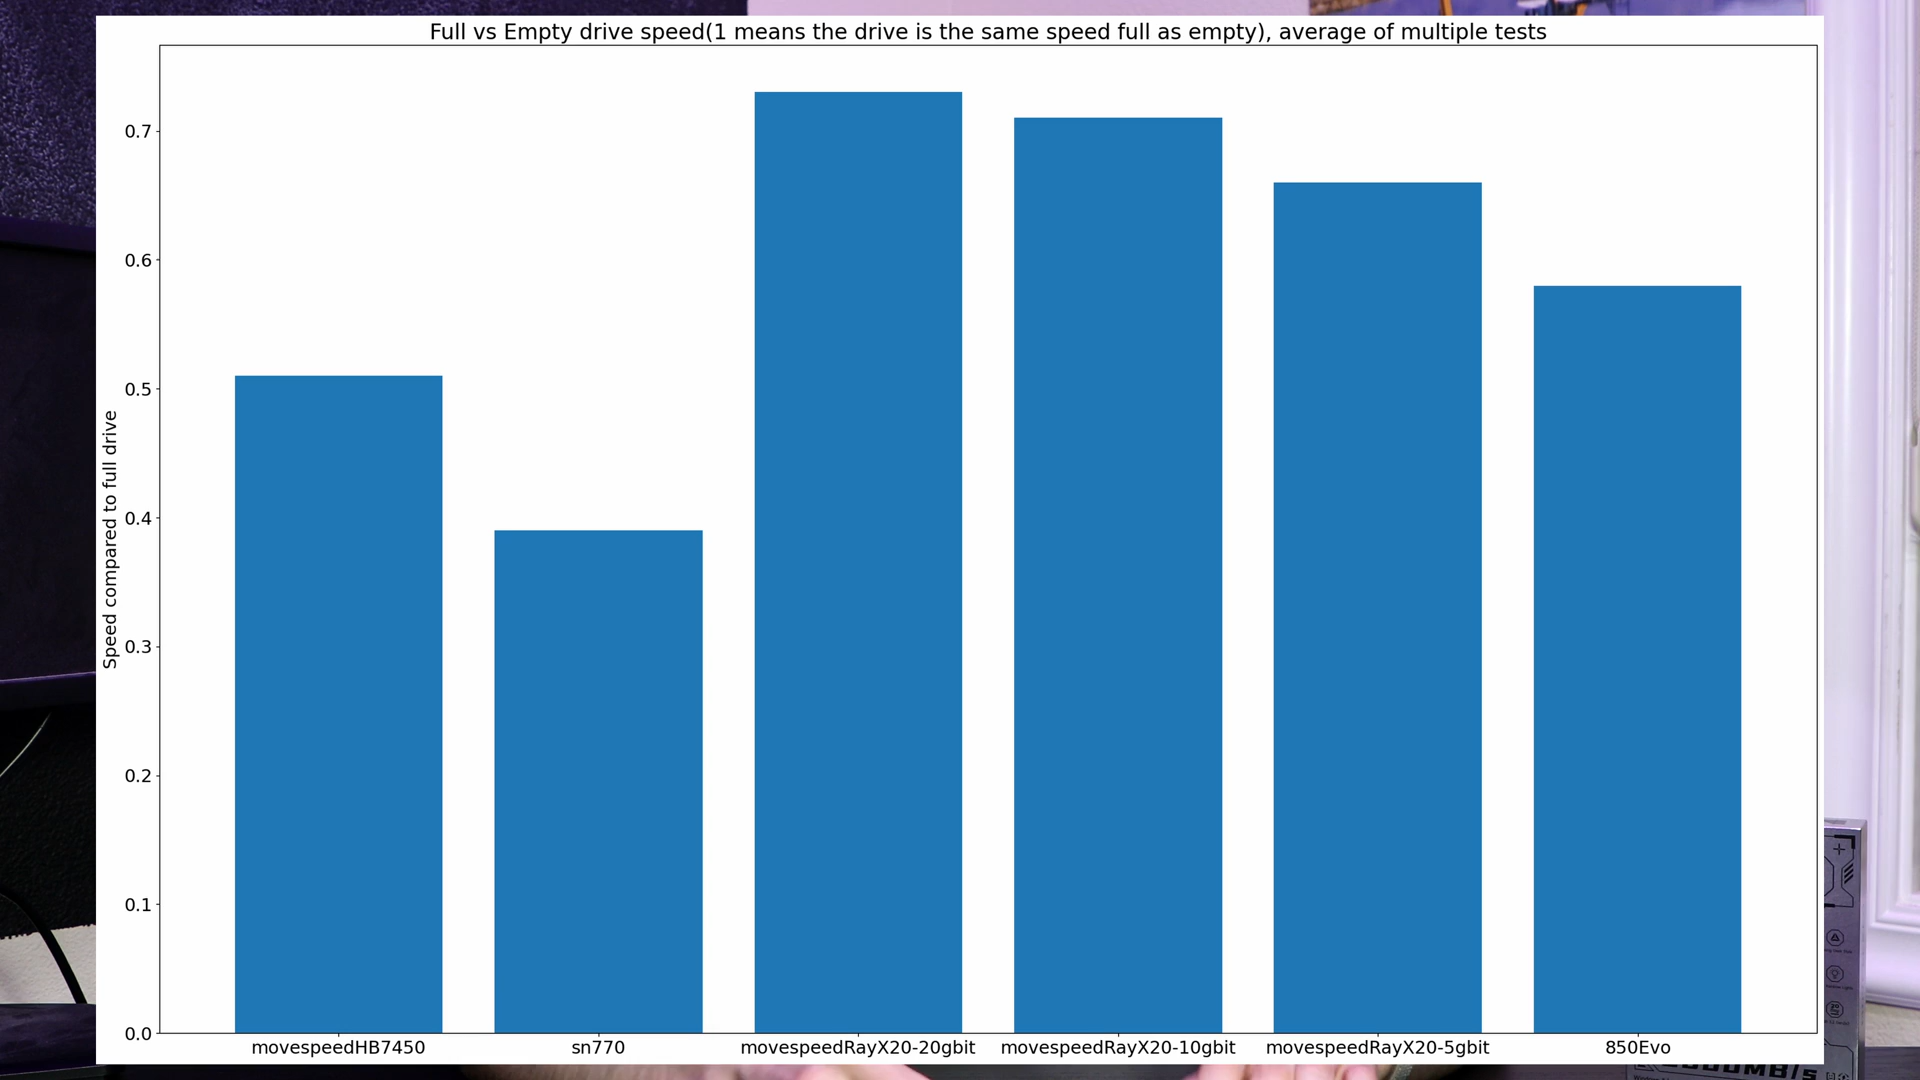 Full vs Empty drive speed(1 means the drive is the same speed full as empty), average of multiple tests
Speed compared to full drive
0.7
0.6
0.5
0.4
0.3
0.2
0.1
0.0
movespeedHB7450
sn770
movespeedRayX20-20gbit
movespeedRayX20-10gbit
movespeedRayX20-5gbit
850Evo